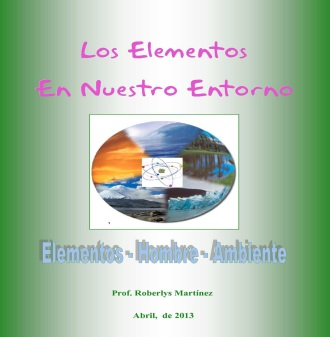 Los Elementos
En Nuestro Entorno
Elementos - Hombre - Ambiente
Prof. Roberlys Martínez
Abril, de 2013